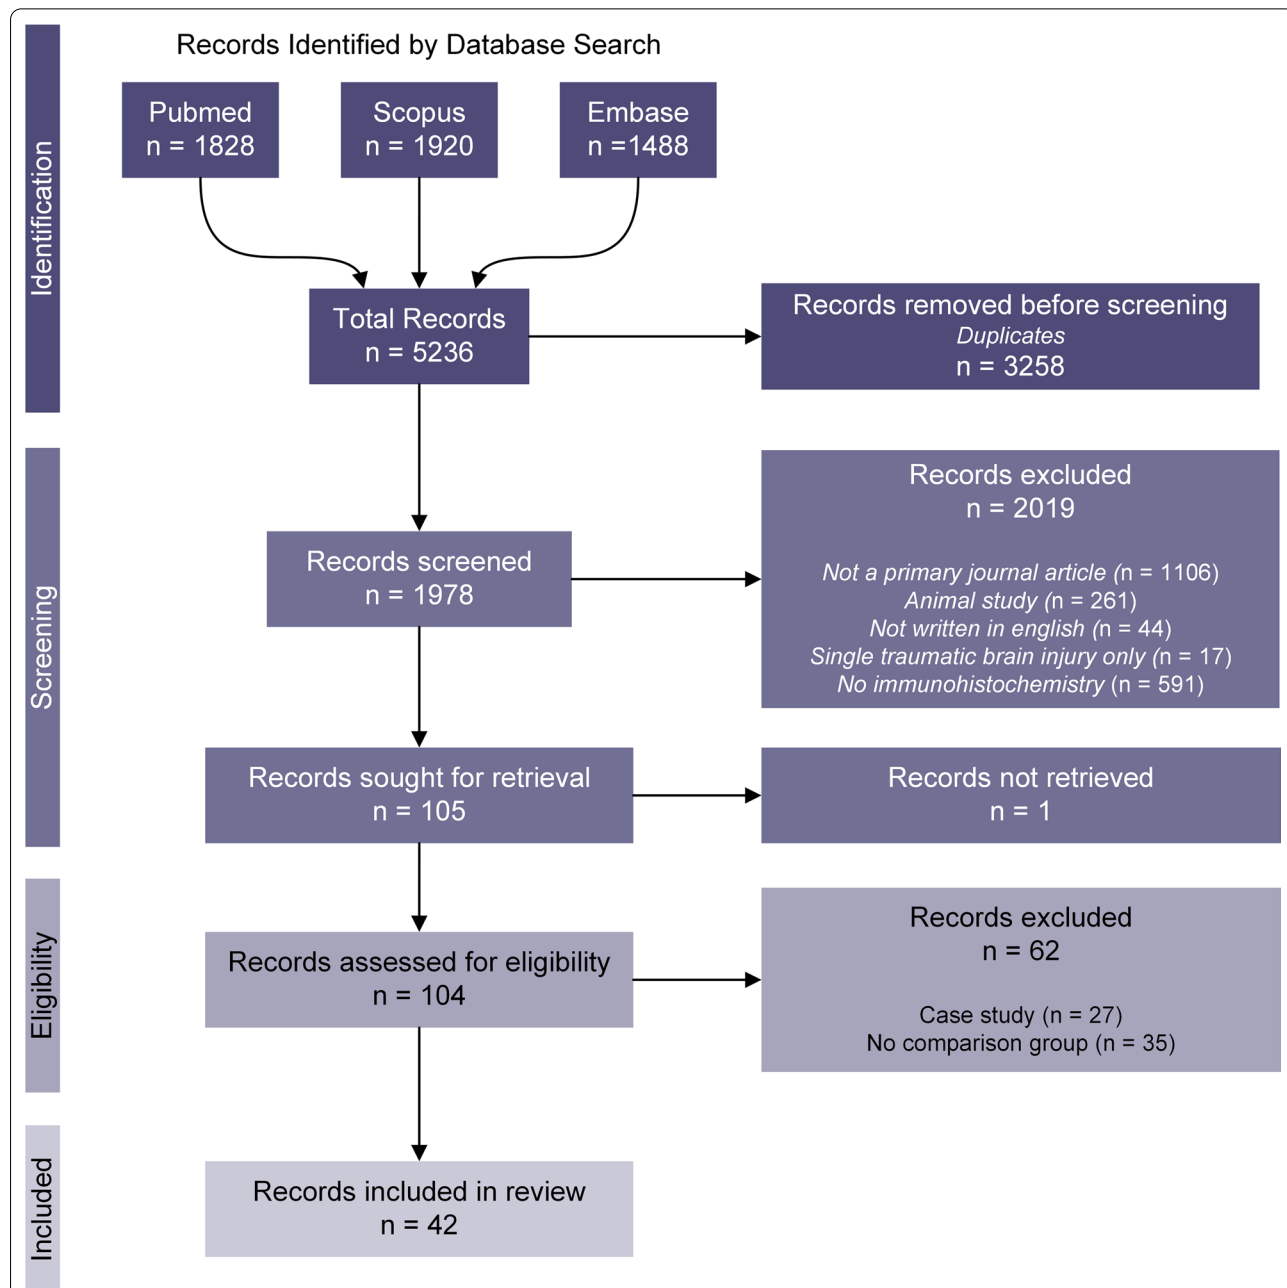 Records Identified by Database Search
Pubmed
n = 1828
Scopus
n = 1920
Embase
n =1488
Identification
Total Records
n = 5236
Records removed before screening
Duplicates
n = 3258
Screening
Records screened
n = 1978
Records excluded
n = 2019
Not a primary journal article (n = 1106)
Animal study (n = 261)
Not written in english (n = 44)
Single traumatic brain injury only (n = 17)
No immunohistochemistry (n = 591)
Records sought for retrieval
n = 105
Records not retrieved
n = 1
Eligibility
Records assessed for eligibility
n = 104
Records excluded
n = 62
Case study (n = 27)
No comparison group (n = 35)
Included
Records included in review
n = 42